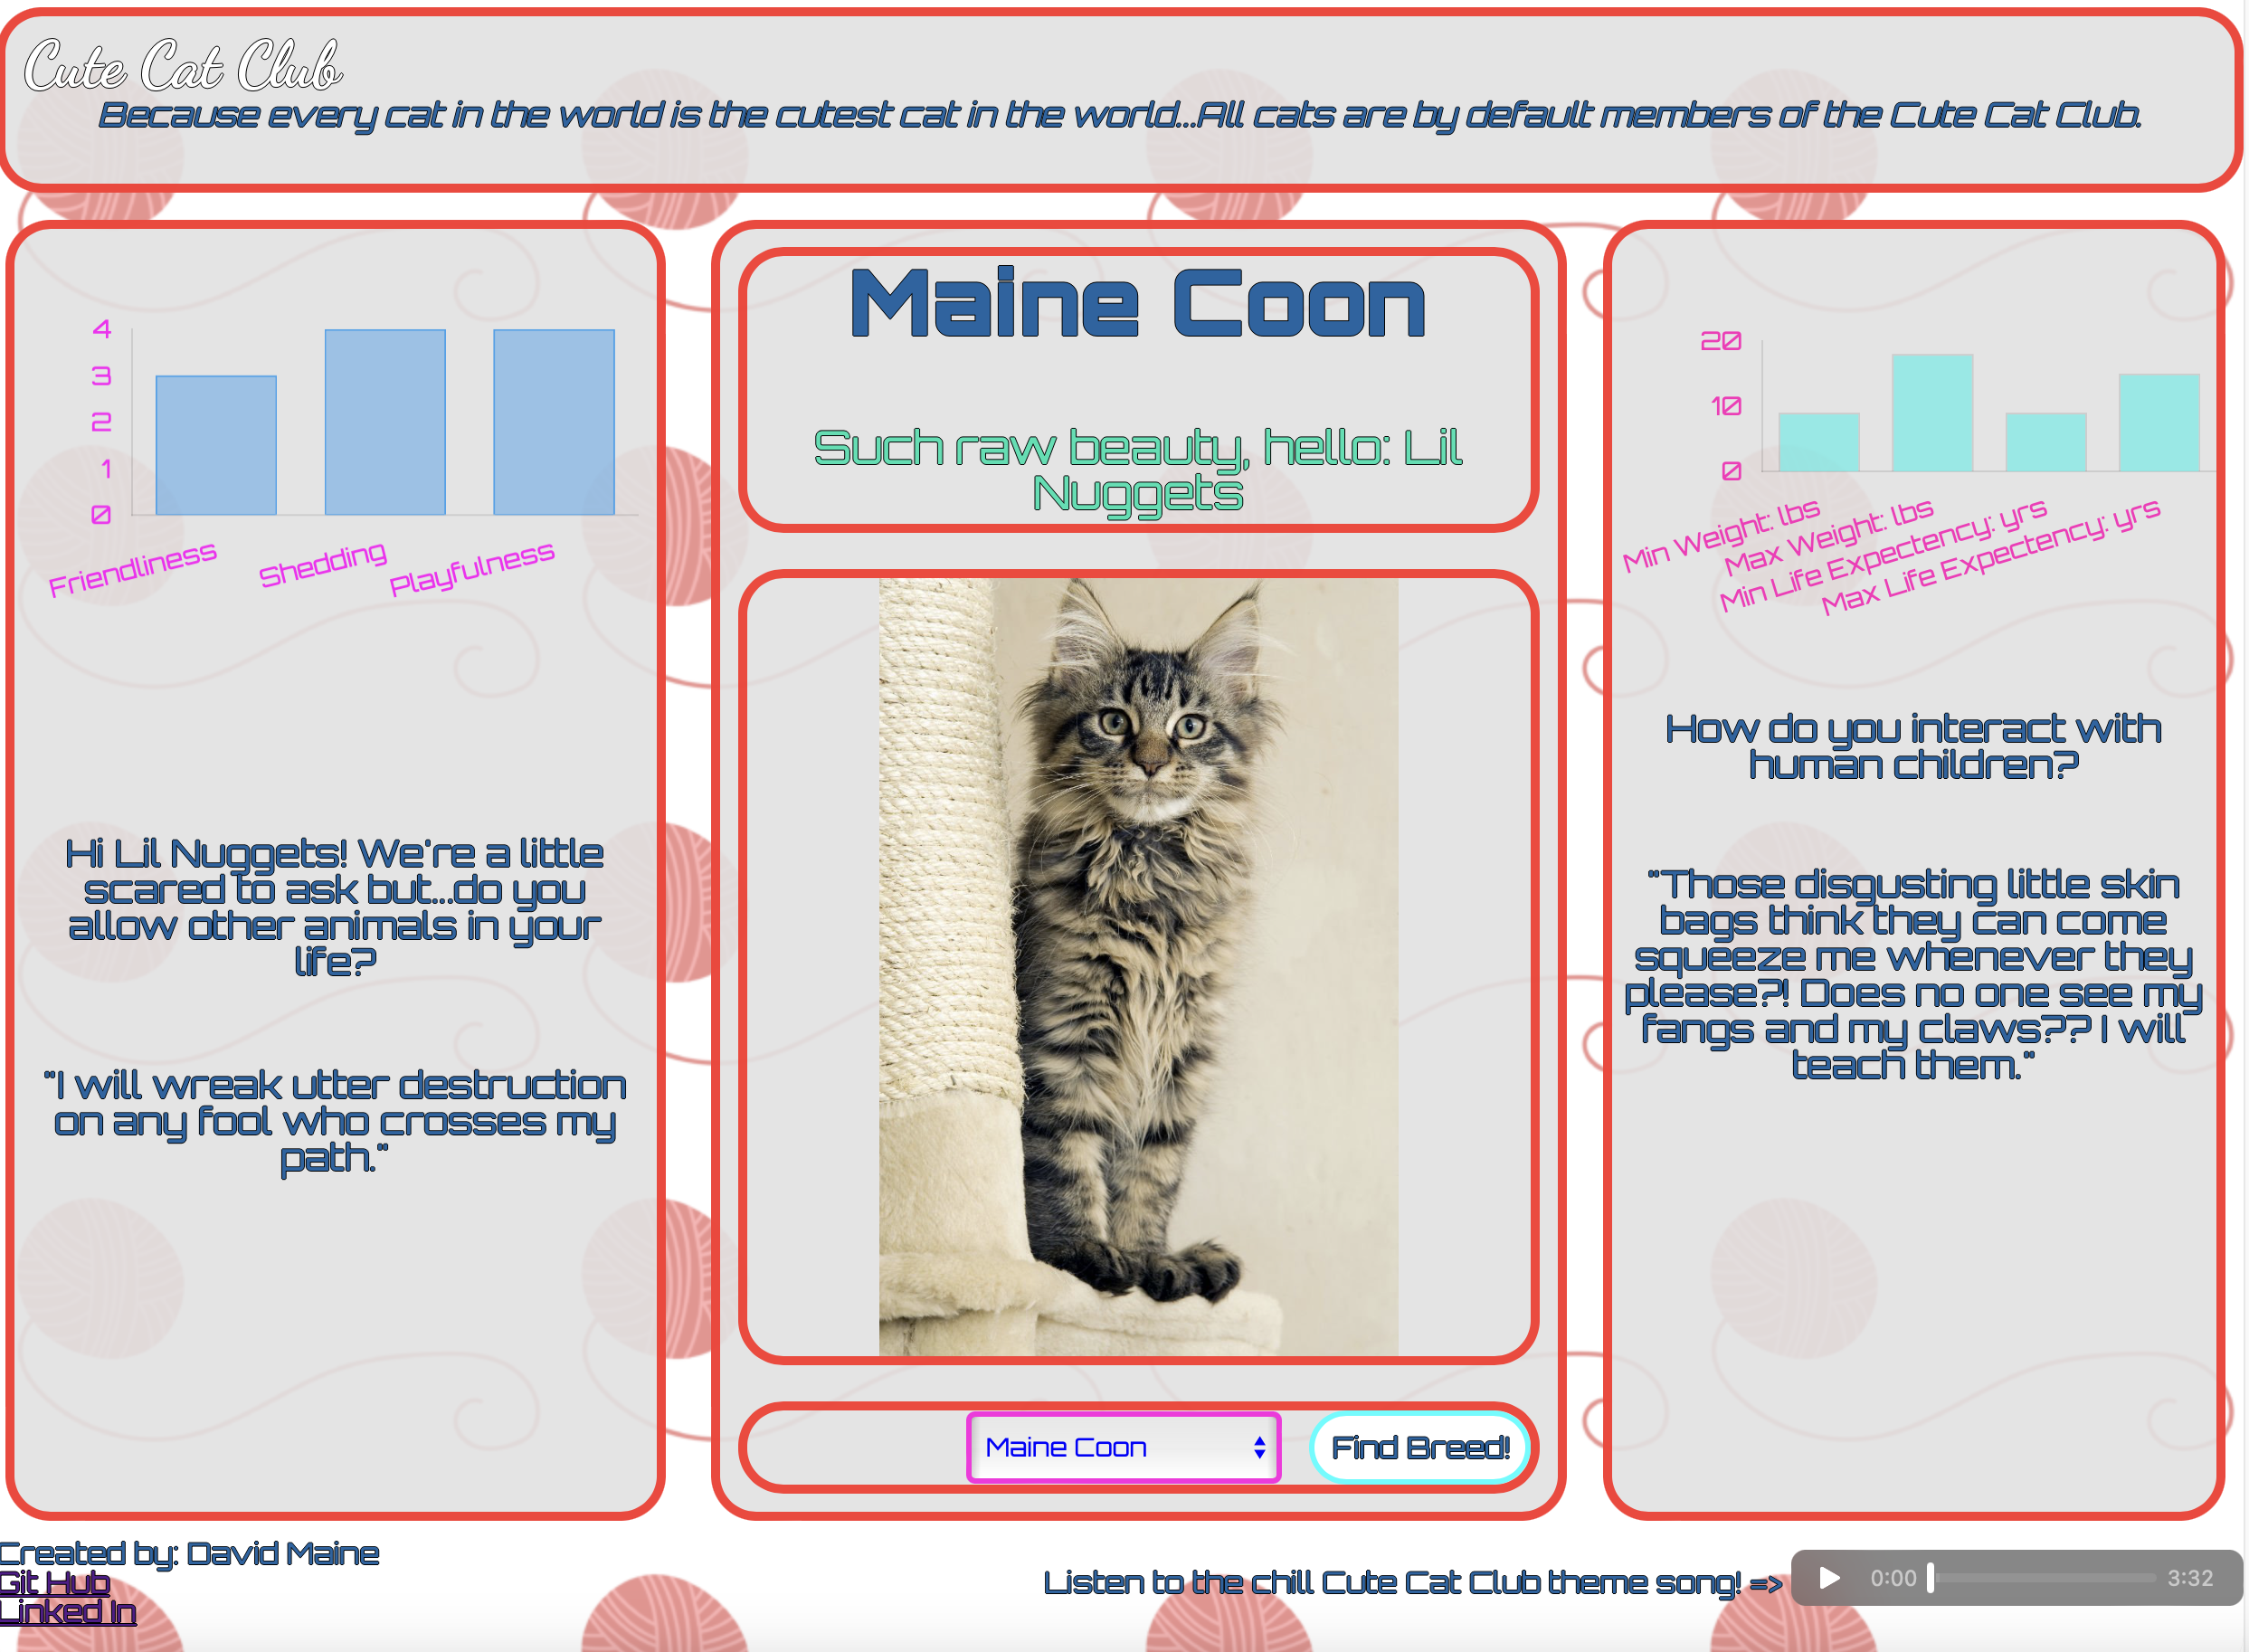 Cute Cat Club
Because every cat in the world is the cutest cat in the world...All cats are by default members of the Cute Cat Club.
4
3
2
1
0
Friendliness
Shedding
Playfulness
Hi Lil Nuggets! We're a little
scared to ask but...do you
allow other animals in your
life?
"I will wreak utter destruction
on any fool who crosses my
path."
Maine Coon
Such raw beauty, hello: Lil
Nuggets
Maine Coon
Find Breed!
20
10
0
Min Weight: lbs
Max Weight: lbs
Min Life Expectency: yrs
Max Life Expectency: yrs
How do you interact with
human children?
"Those disgusting little skin
bags think they can come
squeeze me whenever they
please?! Does no one see my
fangs and my claws?? I will
teach them."
Created by: David Maine
Git Hub
Linked In
Listen to the chill Cute Cat Club theme song! =>
0:00
3:32